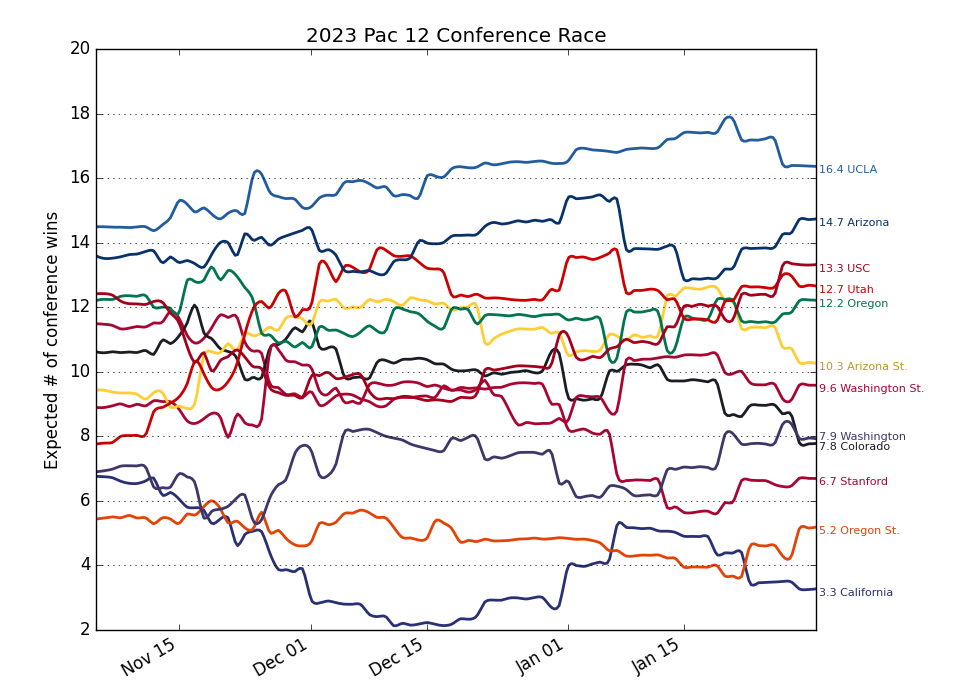 2023 Pac 12 Conference Race
Expected # of conference wins
20
18
16
14
12
10
8
6
4
2
Nov 15
Dec 01
Dec 15
Jan 01
Jan 15
16.4 UCLA
14.7 Arizona
13.3 USC
12.7 Utah
12.2 Oregon
10.3 Arizona St.
9.6 Washington St.
7.9 Washington
7.8 Colorado
6.7 Stanford
5.2 Oregon St.
3.3 California